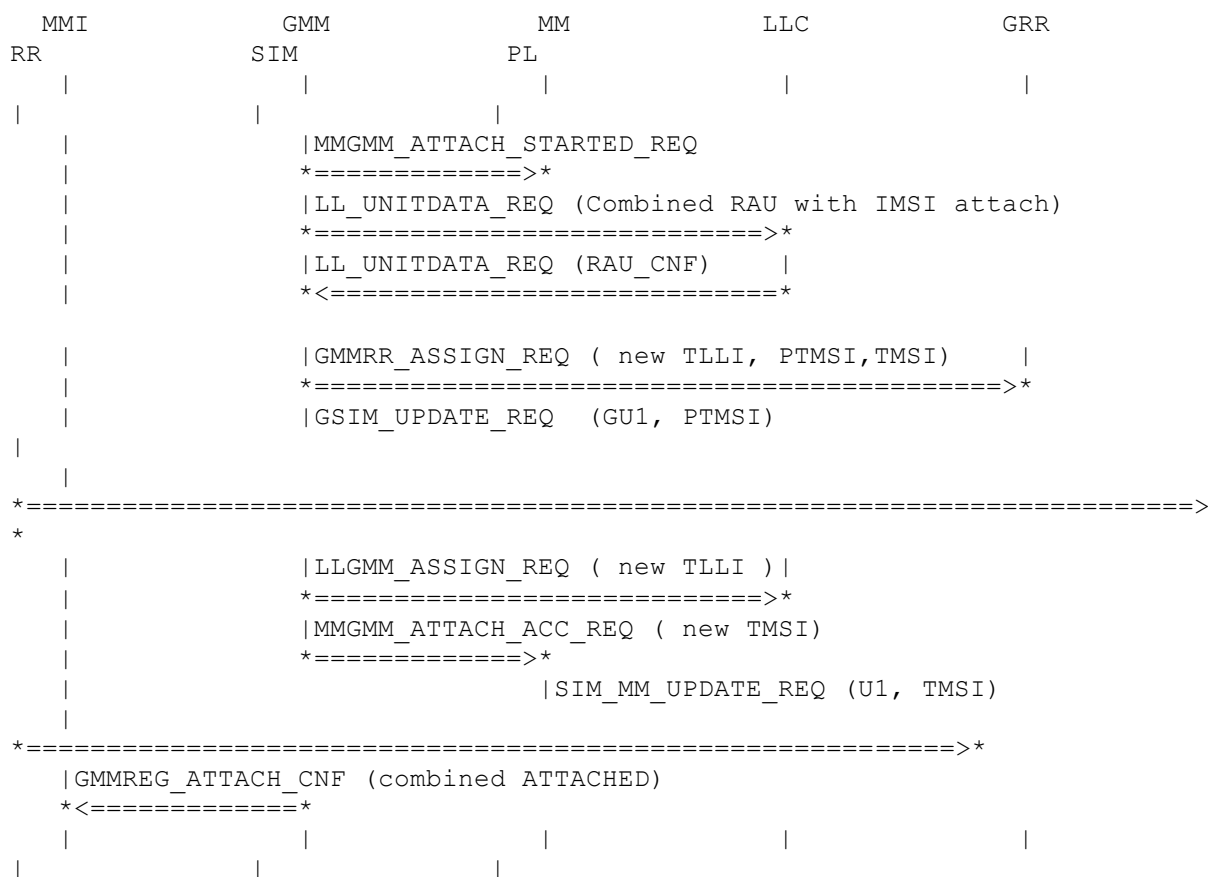 MMI GMM MM LLC GRR
RR SIM PL
| | | | |
| | |
| |MMGMM_ATTACH_STARTED_REQ
| *=============>*
| |LL_UNITDATA_REQ (Combined RAU with IMSI attach)
| *============================>*
| |LL_UNITDATA_REQ (RAU_CNF) |
| *<============================*
| |GMMRR_ASSIGN_REQ ( new TLLI, PTMSI,TMSI) |
| *===========================================>*
| |GSIM_UPDATE_REQ (GU1, PTMSI)
|
|
*=========================================================================>
*
| |LLGMM_ASSIGN_REQ ( new TLLI )|
| *============================>*
| |MMGMM_ATTACH_ACC_REQ ( new TMSI)
| *=============>*
| |SIM_MM_UPDATE_REQ (U1, TMSI)
|
*==========================================================>*
|GMMREG_ATTACH_CNF (combined ATTACHED)
*<=============*
| | | | |
| | |